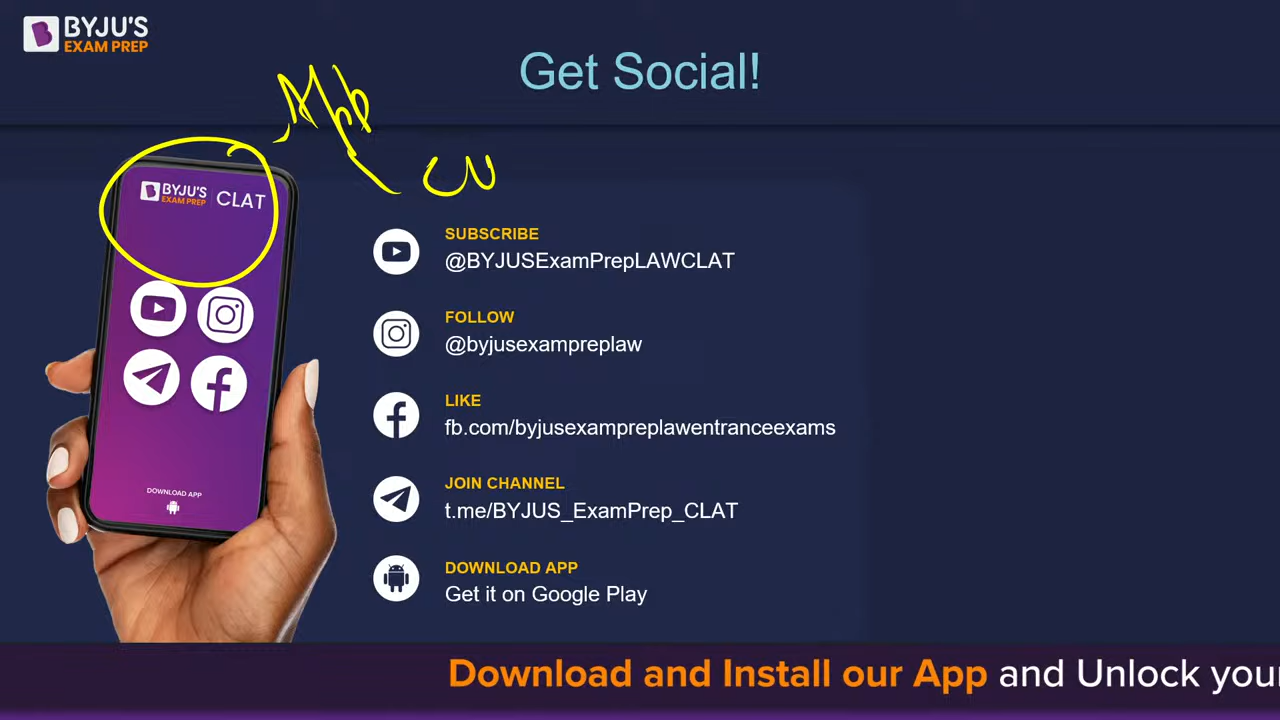 BYJU'S
EXAM PREP
Get Social!
App
BYJU'S
EXAM PREP
CLAT
SUBSCRIBE
@BYJUSExamPrepLAWCLAT
FOLLOW
@byjusexampreplaw
LIKE
fb.com/byjusexampreplawentranceexams
JOIN CHANNEL
t.me/BYJUS_ExamPrep_CLAT
DOWNLOAD APP
DOWNLOAD APP
Get it on Google Play
Download and Install our App and Unlock your